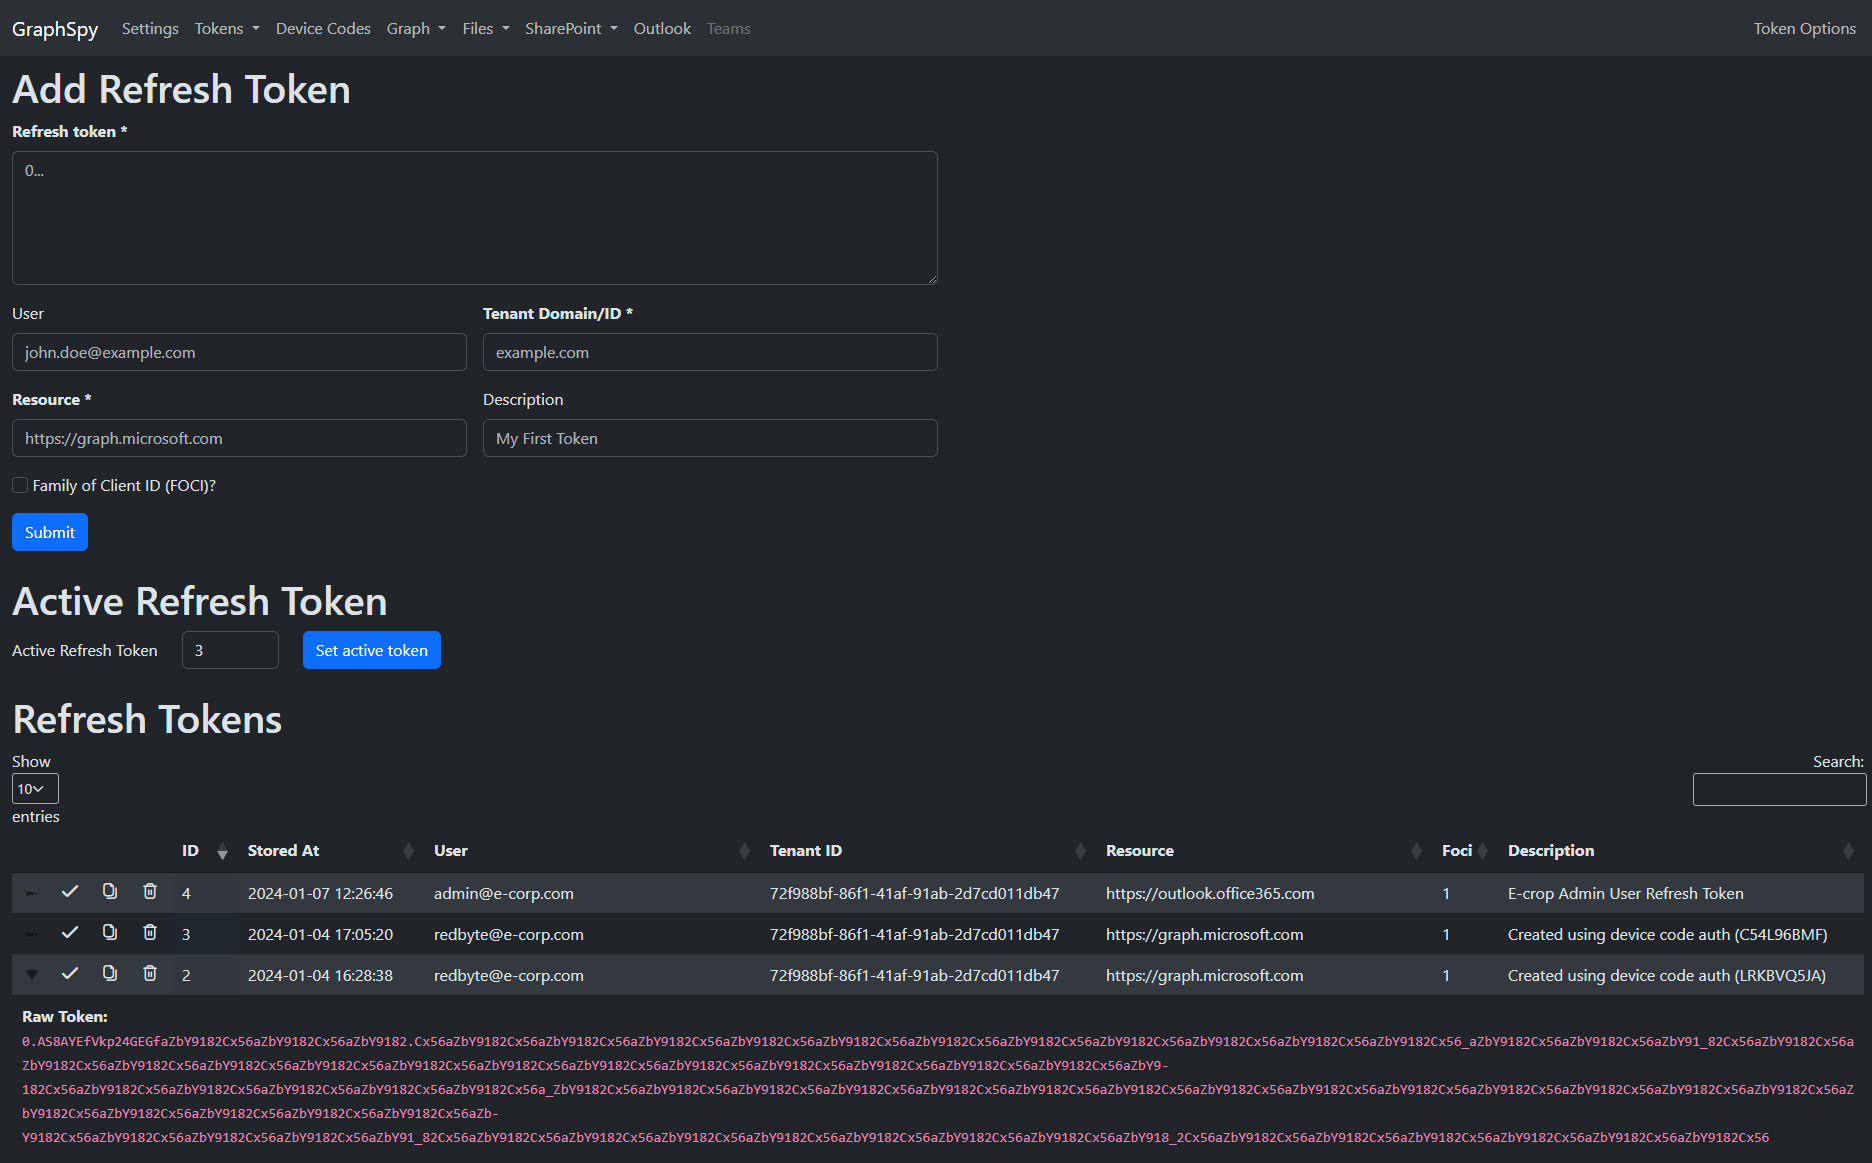 GraphSpy Settings Tokens Device Codes Graph Files SharePoint Outlook Teams Token Options
Add Refresh Token
Refresh token *
0...
User Tenant Domain/ID *
john.doe@example.com example.com
Resource * Description
https://graph.microsoft.com My First Token
Family of Client ID (FOCI)?
Submit
Active Refresh Token
Active Refresh Token 3 Set active token
Refresh Tokens
Show Search:
10
entries
ID Stored At User Tenant ID Resource Foci Description
4 2024-01-07 12:26:46 admin@e-corp.com 72f988bf-86f1-41af-91ab-2d7cd011db47 https://outlook.office365.com 1 E-crop Admin User Refresh Token
3 2024-01-04 17:05:20 redbyte@e-corp.com 72f988bf-86f1-41af-91ab-2d7cd011db47 https://graph.microsoft.com 1 Created using device code auth (C54L96BMF)
2 2024-01-04 16:28:38 redbyte@e-corp.com 72f988bf-86f1-41af-91ab-2d7cd011db47 https://graph.microsoft.com 1 Created using device code auth (LRKBVQ5JA)
Raw Token: